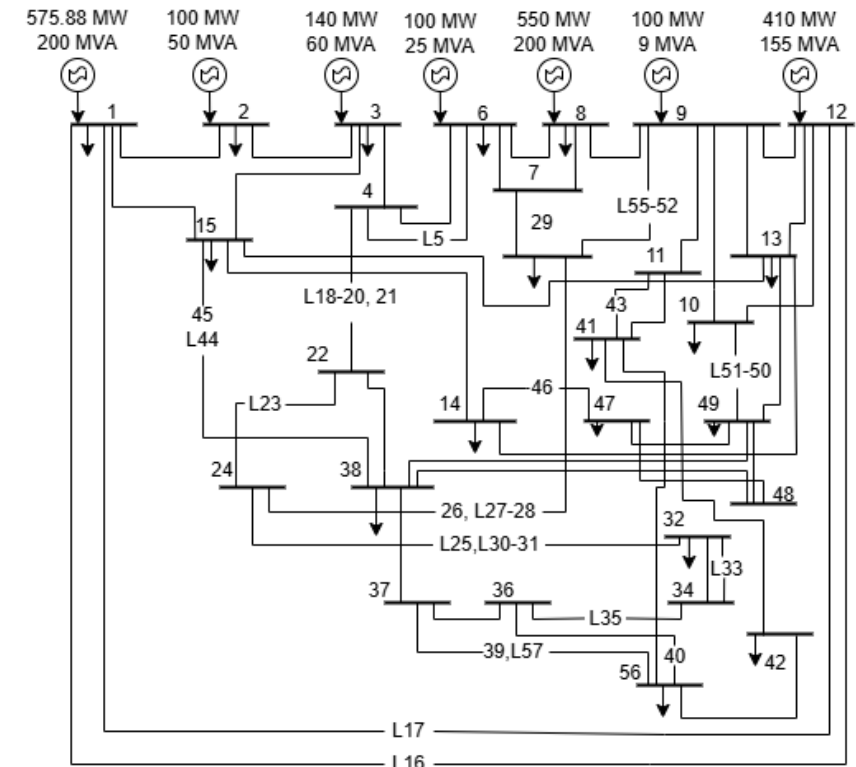 575.88 MW 100 MW 140 MW 100 MW 550 MW 100 MW 410 MW
200 MVA 50 MVA 60 MVA 25 MVA 200 MVA 9 MVA 155 MVA
1 2 3 6 8 9 12
7
4
L55-52
15 L5 29 11 13
L18-20, 21 43 10
45
L44 41
22
L51-50
L23 14 46 47 49
24 38
48
26, L27-28
32
L25,L30-31
L33
37 36 34
L35
39,L57 40 42
56
L17
L16